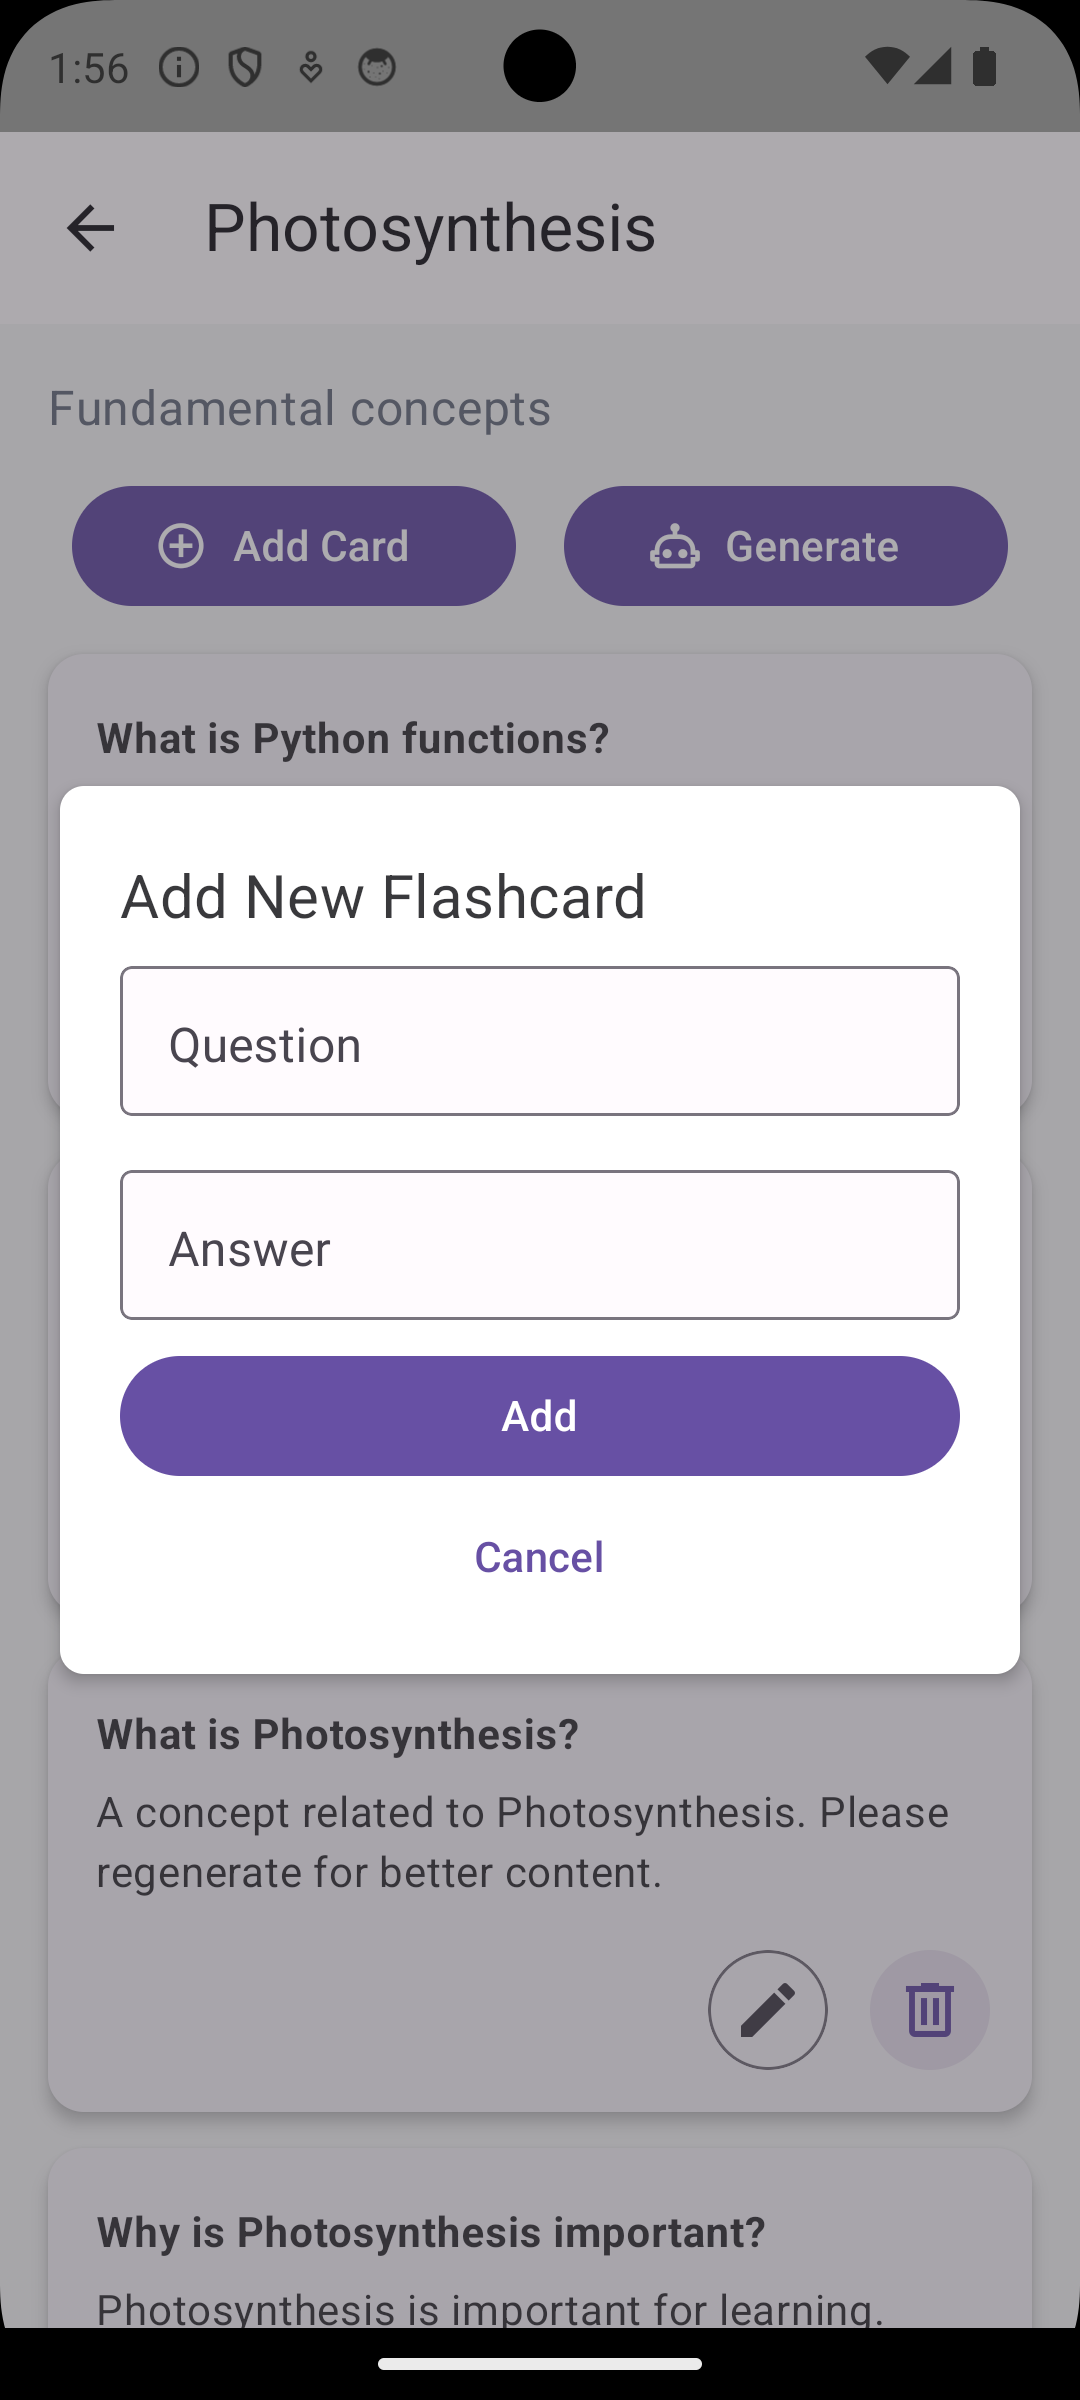 1:56
Photosynthesis
Fundamental concepts
Add Card
Generate
What is Python functions?
Add New Flashcard
Question
Answer
Add
Cancel
What is Photosynthesis?
A concept related to Photosynthesis. Please
regenerate for better content.
Why is Photosynthesis important?
Photosynthesis is important for learning.